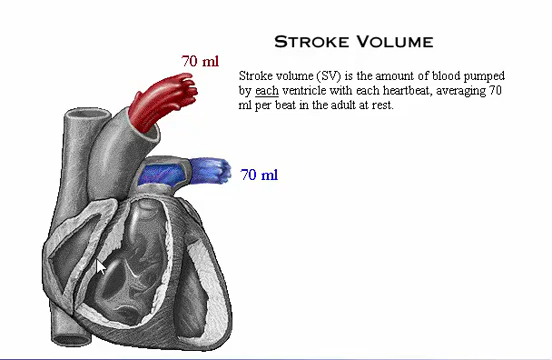 Stroke Volume
70 ml
Stroke volume (SV) is the amount of blood pumped
by each ventricle with each heartbeat, averaging 70
ml per beat in the adult at rest.
70 ml